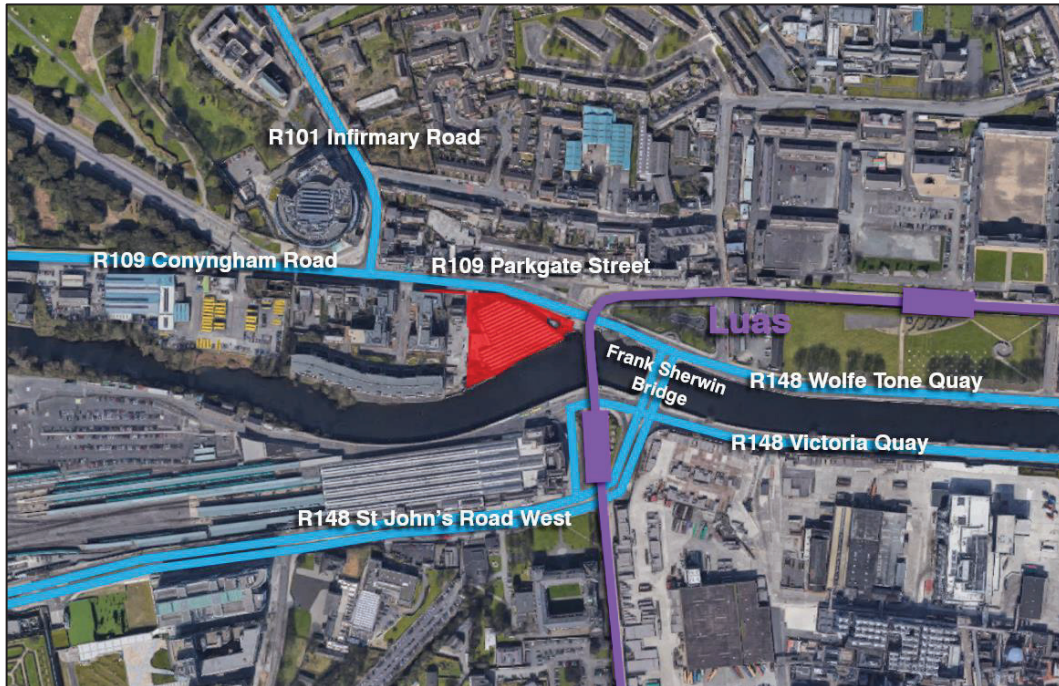 R101 Infirmary Road
R109 Conyngham Road
R109 Parkgate Street
Luas
Frank Sherwin
Bridge
R148 Wolfe Tone Quay
R148 Victoria Quay
R148 St John's Road West